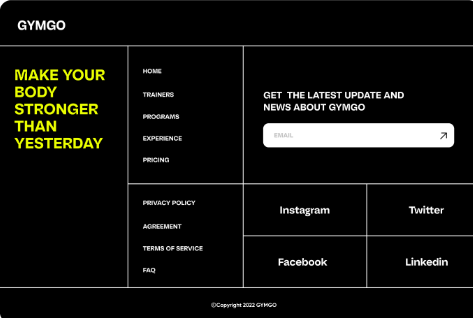 GYMGO
MAKE YOUR
BODY
STRONGER
THAN
YESTERDAY
HOME
TRAINERS
PROGRAMS
EXPERIENCE
PRICING
PRIVACY POLICY
AGREEMENT
TERMS OF SERVICE
FAQ
GET THE LATEST UPDATE AND
NEWS ABOUT GYMGO
EMAIL
Instagram
Twitter
Facebook
Linkedin
©Copyright 2022 GYMGO